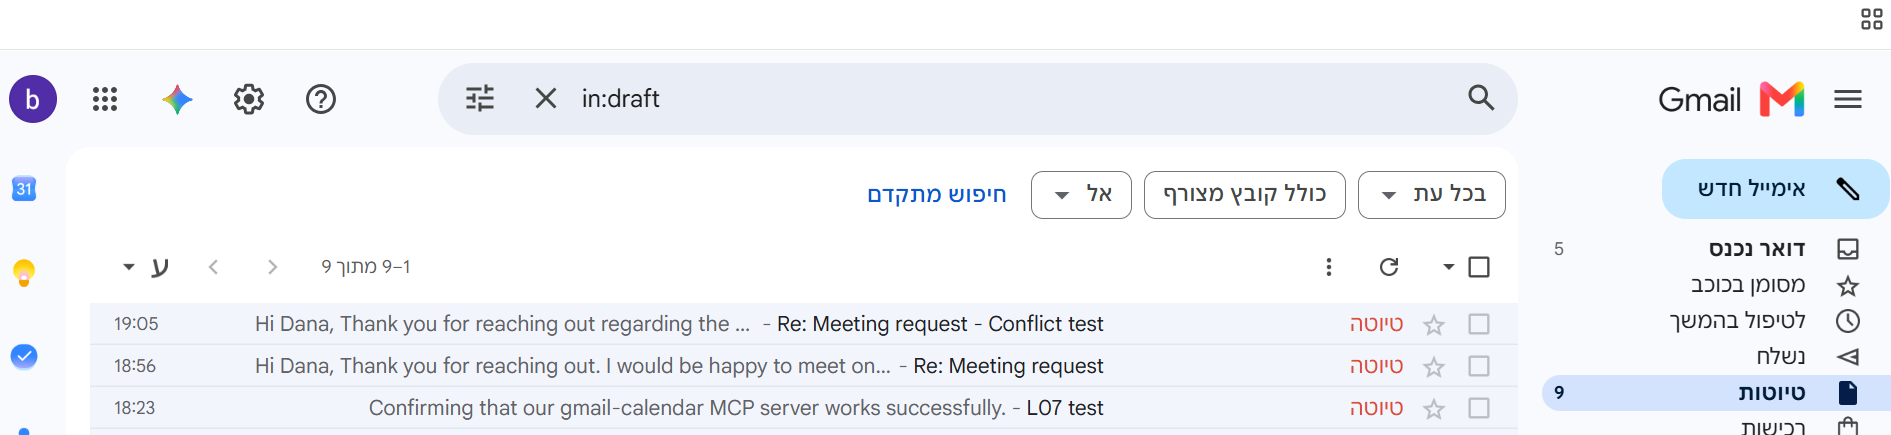 Gmail
in:draft
b
אימייל חדש
דואר נכנס 5
מסומן בכוכב
לטיפול בהמשך
נשלח
טיוטות 9
רכישות
בכל עת
כולל קובץ מצורף
אל
חיפוש מתקדם
1–9 מתוך 9
ע
טיוטה Re: Meeting request - Conflict test - Hi Dana, Thank you for reaching out regarding the ... 19:05
טיוטה Re: Meeting request - Hi Dana, Thank you for reaching out. I would be happy to meet on... 18:56
טיוטה L07 test - Confirming that our gmail-calendar MCP server works successfully. 18:23
31